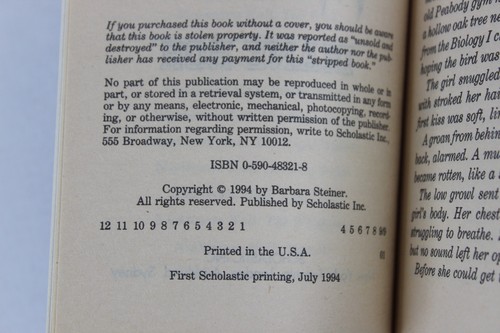 If you purchased this book without a cover, you should be aware
that this book is stolen property. It was reported as "unsold and
destroyed" to the publisher, and neither the author nor the pub-
lisher has received any payment for this "stripped book."
No part of this publication may be reproduced in whole or in
part, or stored in a retrieval system, or transmitted in any form
or by any means, electronic, mechanical, photocopying, record-
ing, or otherwise, without written permission of the publisher.
For information regarding permission, write to Scholastic Inc.,
555 Broadway, New York, NY 10012.
ISBN 0-590-48321-8
Copyright © 1994 by Barbara Steiner.
All rights reserved. Published by Scholastic Inc.
12 11 10 9 8 7 6 5 4 3 2 1 4 5 6 7 8 9/9
Printed in the U.S.A. 01
First Scholastic printing, July 1994
old Peabody gym
a hollow oak tree
from the Biology I
hoping the bird was
The girl snuggled
with stroked her
first kiss was soft,
A groan from behind
back, alarmed. A
became rotten, like a
The low growl sent
girl's body. Her chest
struggling to breathe.
but no sound left her
Before she could get